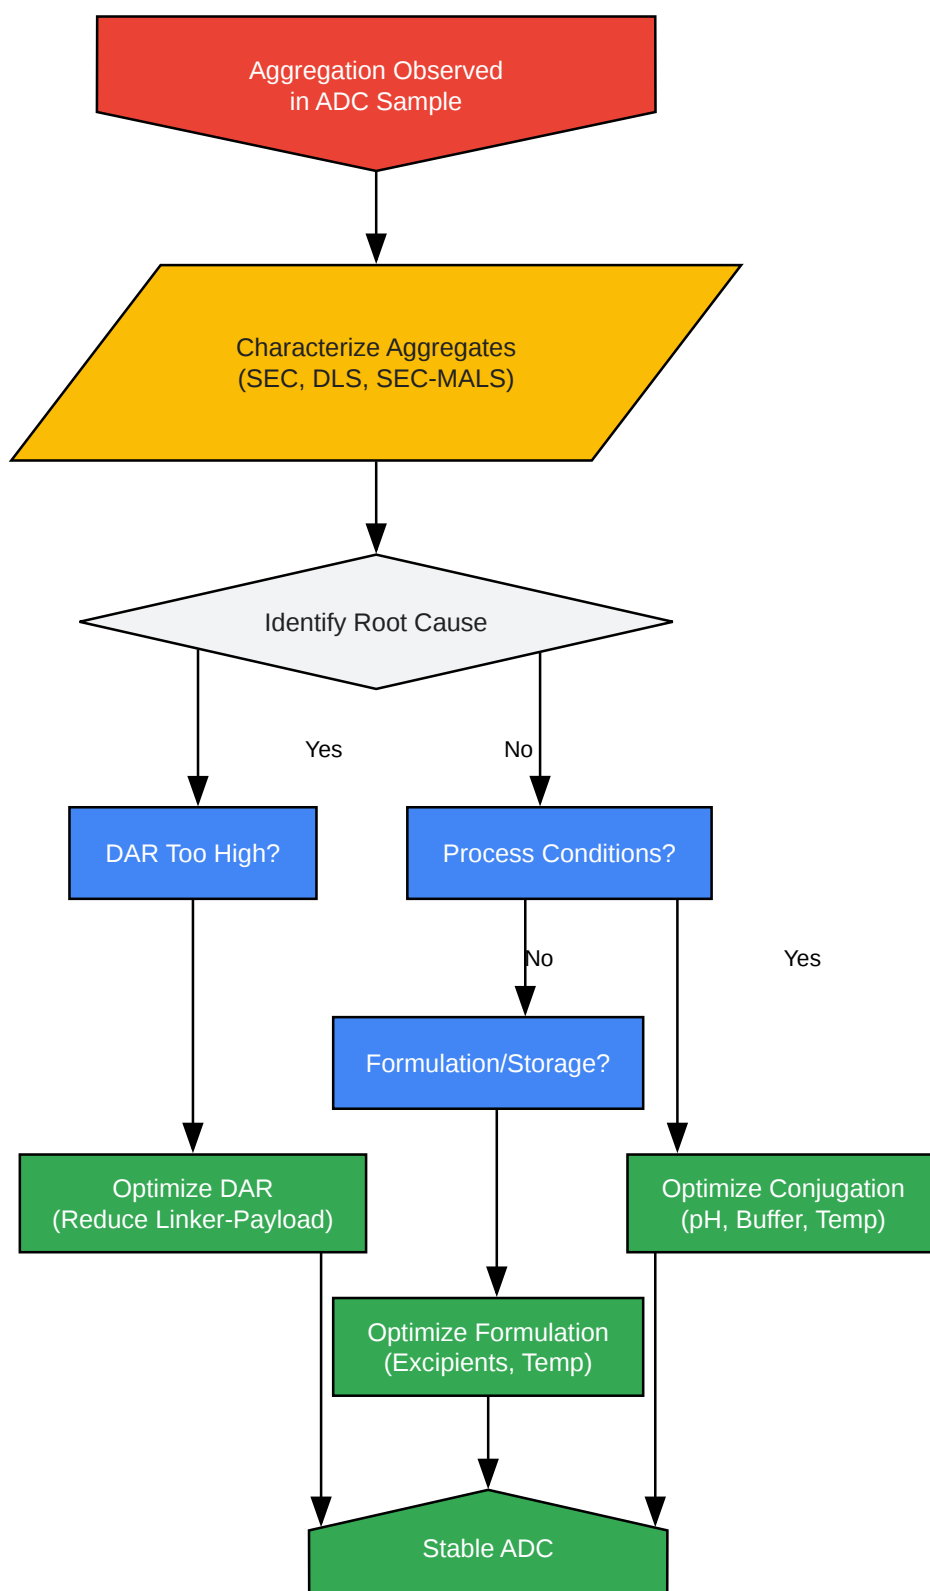 Aggregation Observed
in ADC Sample
Characterize Aggregates
(SEC, DLS, SEC-MALS)
Identify Root Cause
Yes
No
DAR Too High?
Process Conditions?
No
Yes
Formulation/Storage?
Optimize DAR
(Reduce Linker-Payload)
Optimize Conjugation
(pH, Buffer, Temp)
Optimize Formulation
(Excipients, Temp)
Stable ADC